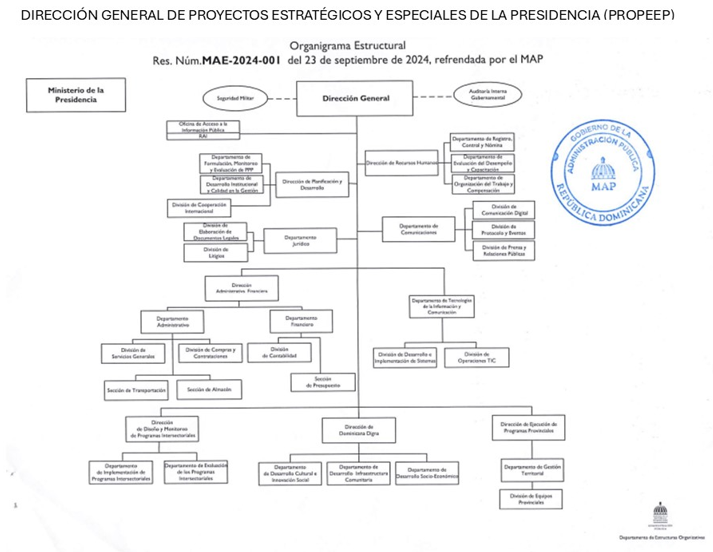 DIRECCIÓN GENERAL DE PROYECTOS ESTRATÉGICOS Y ESPECIALES DE LA PRESIDENCIA (PROPEEP)
Organigrama Estructural
Res. Núm.MAE-2024-001 del 23 de septiembre de 2024, refrendada por el MAP
Ministerio de la
Presidencia
Seguridad Militar
Dirección General
Auditoría Interna
Gubernamental
Oficina de Acceso a la
Información Pública
RAI
Departamento de
Formulación, Monitoreo
y Evaluación de PPP
Departamento de
Desarrollo Institucional
y Calidad en la Gestión
División de Cooperación
Internacional
Dirección de Planificación y
Desarrollo
Dirección de Recursos Humanos
Departamento de Registro,
Control y Nómina
Departamento de
Evaluación del Desempeño
y Capacitación
Departamento de
Organización del Trabajo y
Compensación
GOBIERNO DE LA
REPÚBLICA DOMINICANA
ADMINISTRACIÓN PÚBLICA
MAP
División de
Elaboración de
Documentos Legales
División de
Litigios
Departamento
Jurídico
Departamento de
Comunicaciones
División de
Comunicación Digital
División de
Protocolo y Eventos
División de Prensa y
Relaciones Públicas
Dirección
Administrativa Financiera
Departamento
Administrativo
Departamento
Financiero
División de
Servicios Generales
División de Compras y
Contrataciones
División
de Contabilidad
Sección de Transportación
Sección de Almacén
Sección
de Presupuesto
Departamento de Tecnologías
de la Información y
Comunicación
División de Desarrollo e
Implementación de Sistemas
División de
Operaciones TIC
Dirección
de Diseño y Monitoreo
de Programas Intersectoriales
Departamento
de Implementación de
Programas Intersectoriales
Departamento de Evaluación
de los Programas
Intersectoriales
Dirección de
Dominicana Digna
Departamento
de Desarrollo Cultural e
Innovación Social
Departamento de
Desarrollo Infraestructura
Comunitaria
Departamento de
Desarrollo Socio-Económico
Dirección de Ejecución de
Programas Provinciales
Departamento de Gestión
Territorial
División de Equipos
Provinciales
Departamento de Estructuras Organizativas